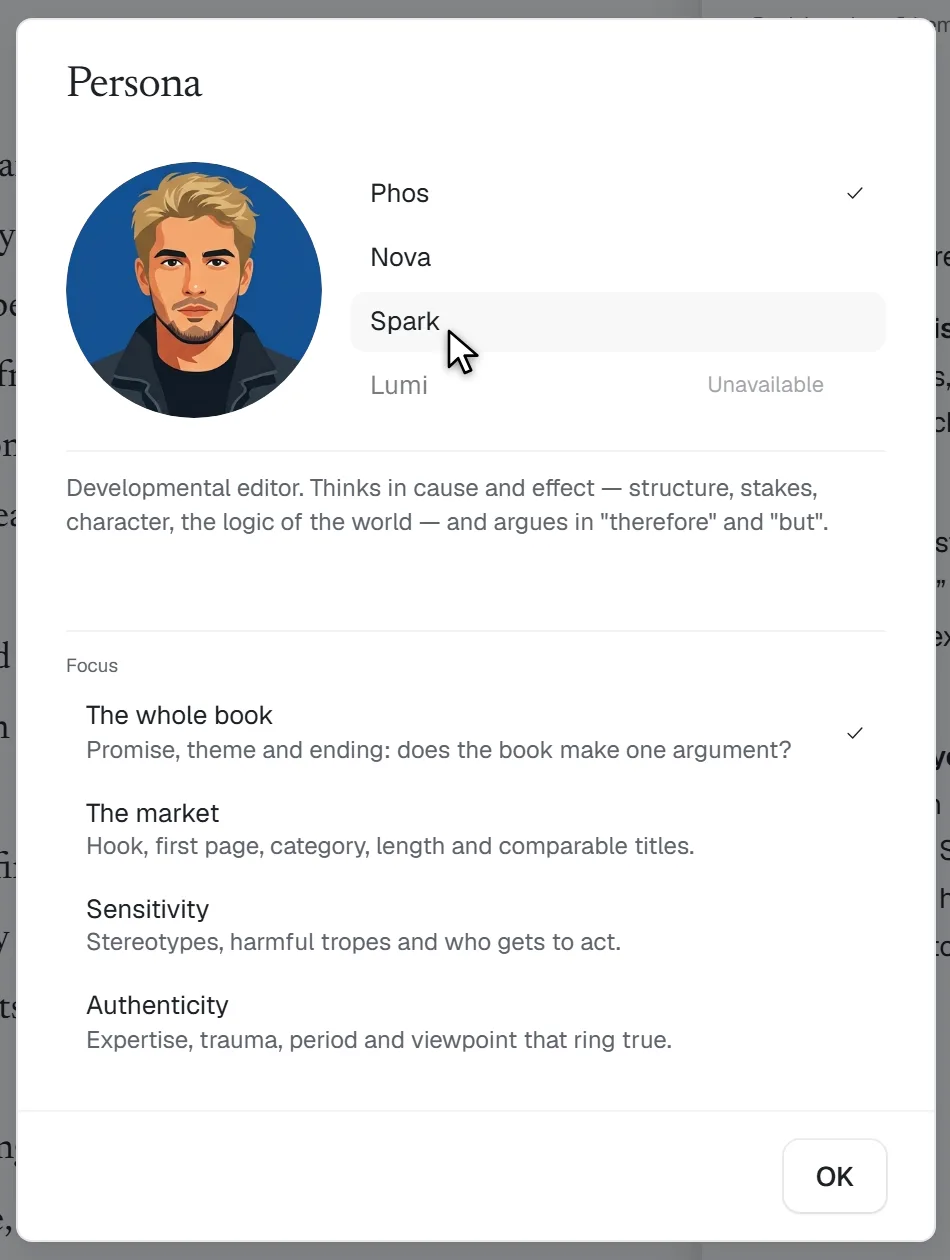 Persona
Phos
Nova
Spark
Lumi
Unavailable
Developmental editor. Thinks in cause and effect — structure, stakes,
character, the logic of the world — and argues in "therefore" and "but".
Focus
The whole book
Promise, theme and ending: does the book make one argument?
The market
Hook, first page, category, length and comparable titles.
Sensitivity
Stereotypes, harmful tropes and who gets to act.
Authenticity
Expertise, trauma, period and viewpoint that ring true.
OK